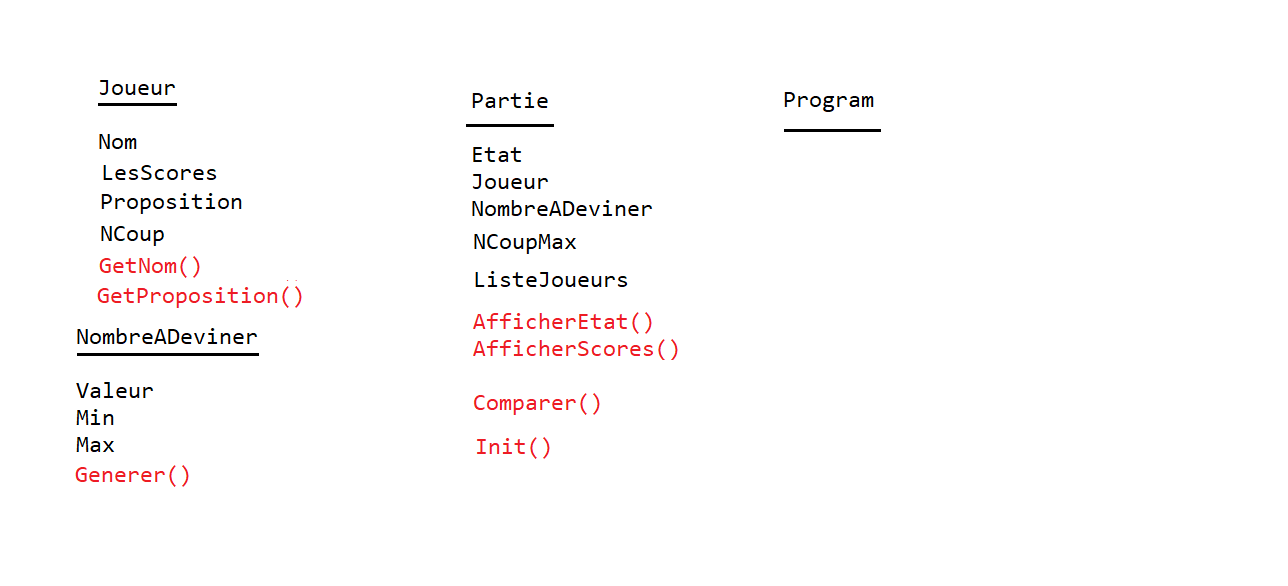 Joueur
Nom
LesScores
Proposition
NCoup
GetNom()
GetProposition()
NombreADeviner
Valeur
Min
Max
Generer()
Partie
Etat
Joueur
NombreADeviner
NCoupMax
ListeJoueurs
AfficherEtat()
AfficherScores()
Comparer()
Init()
Program